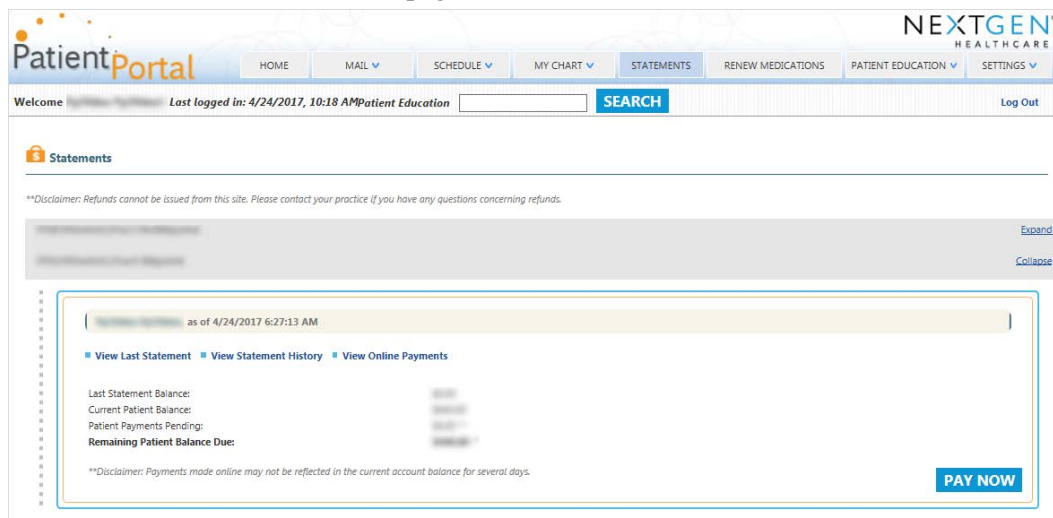 NEXTGEN
HEALTHCARE
PatientPortal
HOME MAIL SCHEDULE MY CHART STATEMENTS RENEW MEDICATIONS PATIENT EDUCATION SETTINGS
Welcome Last logged in: 4/24/2017, 10:18 AMPatient Education SEARCH Log Out
Statements
**Disclaimer: Refunds cannot be issued from this site. Please contact your practice if you have any questions concerning refunds.
Expand
Collapse
as of 4/24/2017 6:27:13 AM
View Last Statement View Statement History View Online Payments
Last Statement Balance:
Current Patient Balance:
Patient Payments Pending:
Remaining Patient Balance Due:
**Disclaimer: Payments made online may not be reflected in the current account balance for several days.
PAY NOW